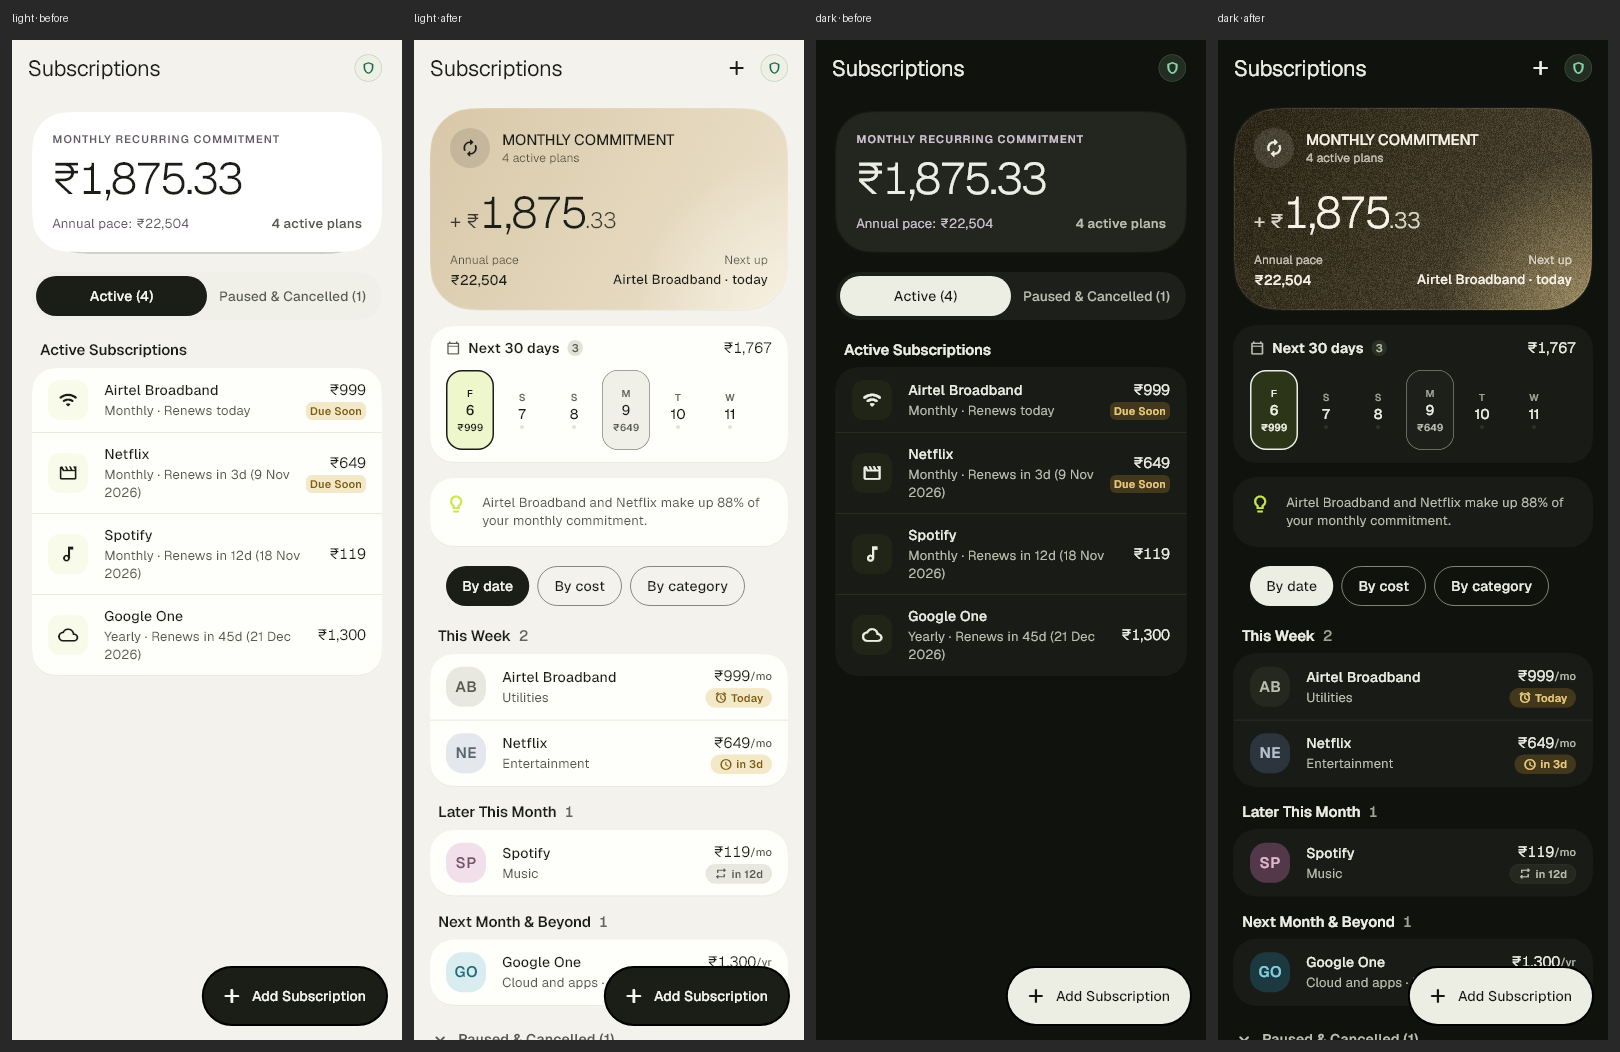 light·before
Subscriptions
MONTHLY RECURRING COMMITMENT
₹1,875.33
Annual pace: ₹22,504
4 active plans
Active (4)
Paused & Cancelled (1)
Active Subscriptions
Airtel Broadband
₹999
Monthly · Renews today
Due Soon
Netflix
₹649
Monthly · Renews in 3d (9 Nov
2026)
Due Soon
Spotify
₹119
Monthly · Renews in 12d (18 Nov
2026)
Google One
₹1,300
Yearly · Renews in 45d (21 Dec
2026)
+ Add Subscription
light·after
Subscriptions
+
MONTHLY COMMITMENT
4 active plans
+ ₹1,875.33
Annual pace
Next up
₹22,504
Airtel Broadband · today
Next 30 days 3
₹1,767
F
6
₹999
S
7
S
8
M
9
₹649
T
10
W
11
Airtel Broadband and Netflix make up 88% of
your monthly commitment.
By date
By cost
By category
This Week 2
AB
Airtel Broadband
₹999/mo
Utilities
Today
NE
Netflix
₹649/mo
Entertainment
in 3d
Later This Month 1
SP
Spotify
₹119/mo
Music
in 12d
Next Month & Beyond 1
GO
Google One
₹1,300/yr
Cloud and apps ·
+ Add Subscription
Paused & Cancelled (1)
dark·before
Subscriptions
MONTHLY RECURRING COMMITMENT
₹1,875.33
Annual pace: ₹22,504
4 active plans
Active (4)
Paused & Cancelled (1)
Active Subscriptions
Airtel Broadband
₹999
Monthly · Renews today
Due Soon
Netflix
₹649
Monthly · Renews in 3d (9 Nov
2026)
Due Soon
Spotify
₹119
Monthly · Renews in 12d (18 Nov
2026)
Google One
₹1,300
Yearly · Renews in 45d (21 Dec
2026)
+ Add Subscription
dark·after
Subscriptions
+
MONTHLY COMMITMENT
4 active plans
+ ₹1,875.33
Annual pace
Next up
₹22,504
Airtel Broadband · today
Next 30 days 3
₹1,767
F
6
₹999
S
7
S
8
M
9
₹649
T
10
W
11
Airtel Broadband and Netflix make up 88% of
your monthly commitment.
By date
By cost
By category
This Week 2
AB
Airtel Broadband
₹999/mo
Utilities
Today
NE
Netflix
₹649/mo
Entertainment
in 3d
Later This Month 1
SP
Spotify
₹119/mo
Music
in 12d
Next Month & Beyond 1
GO
Google One
₹1,300/yr
Cloud and apps ·
+ Add Subscription
Paused & Cancelled (1)